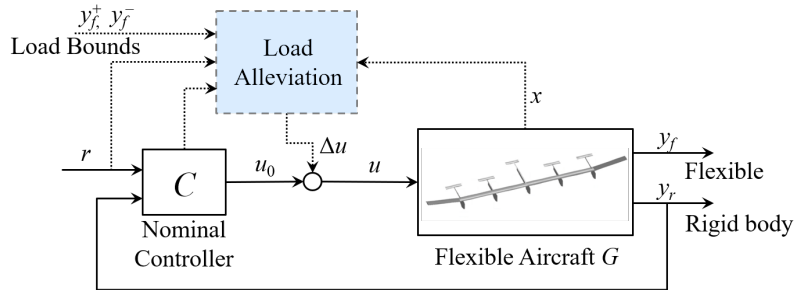 y_f^+, y_f^-
Load Bounds
Load
Alleviation
x
r
C
Nominal
Controller
u_0
Δu
u
y_f
Flexible
y_r
Rigid body
Flexible Aircraft G